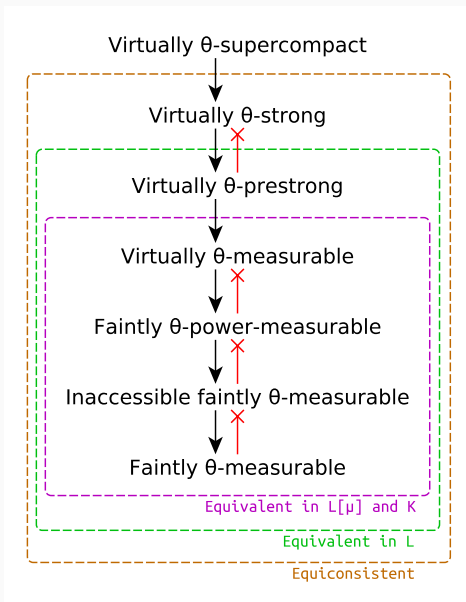 Virtually θ-supercompact
Virtually θ-strong
Virtually θ-prestrong
Virtually θ-measurable
Faintly θ-power-measurable
Inaccessible faintly θ-measurable
Faintly θ-measurable
Equivalent in L[μ] and K
Equivalent in L
Equiconsistent